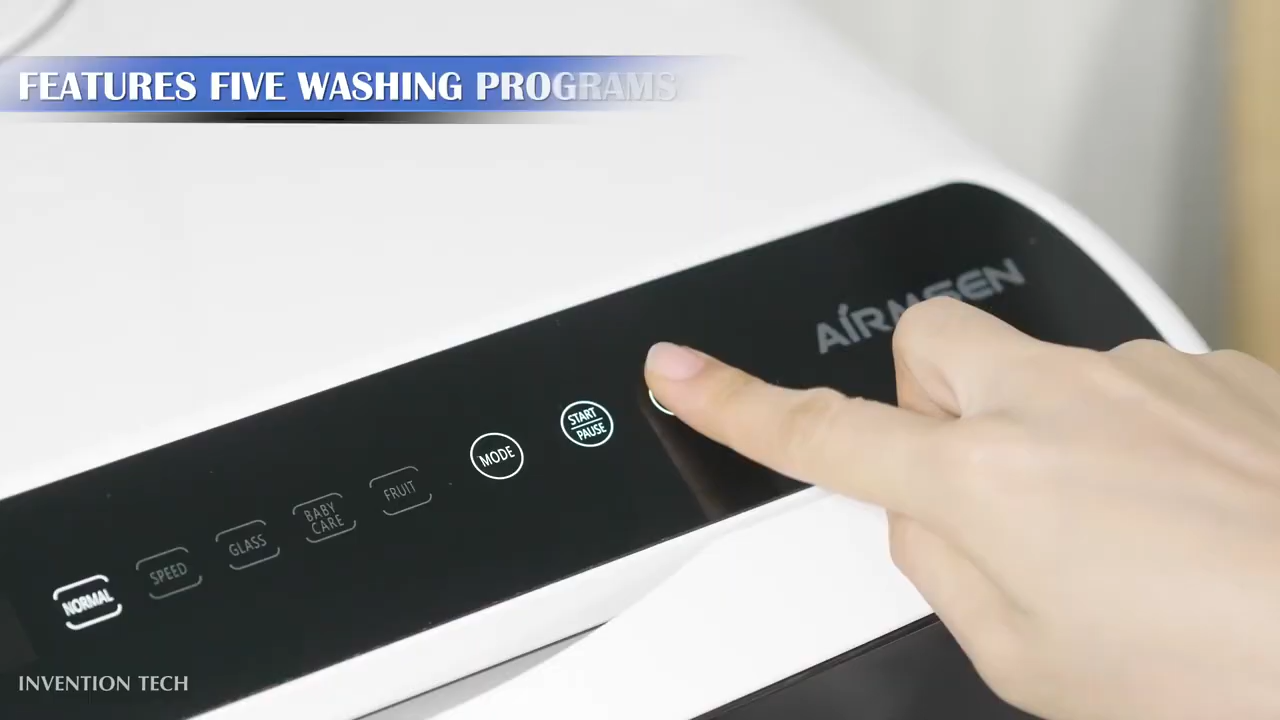 FEATURES FIVE WASHING PROGRAMS
AIRMSEN
START
PAUSE
MODE
FRUIT
BABY
CARE
GLASS
SPEED
NORMAL
INVENTION TECH